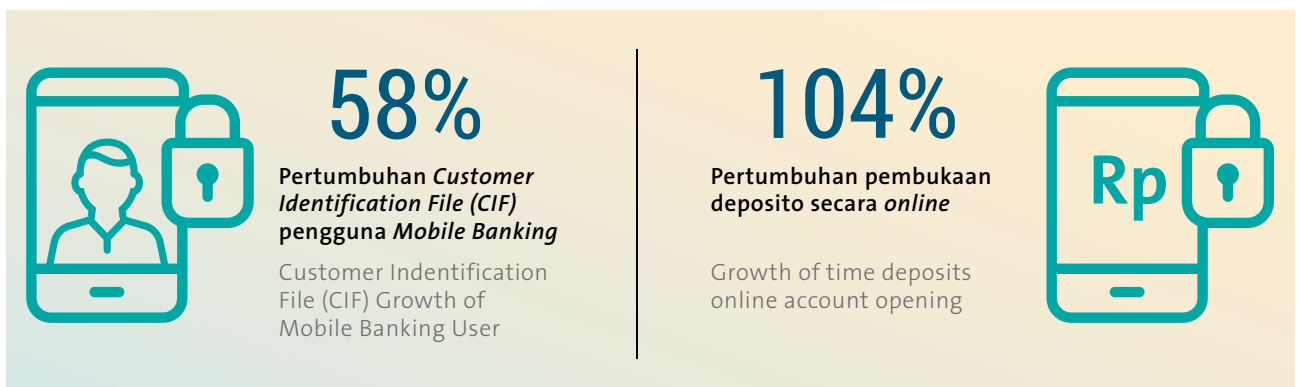 58%
Pertumbuhan Customer
Identification File (CIF)
pengguna Mobile Banking
Customer Indentification
File (CIF) Growth of
Mobile Banking User
104%
Pertumbuhan pembukaan
deposito secara online
Growth of time deposits
online account opening
Rp